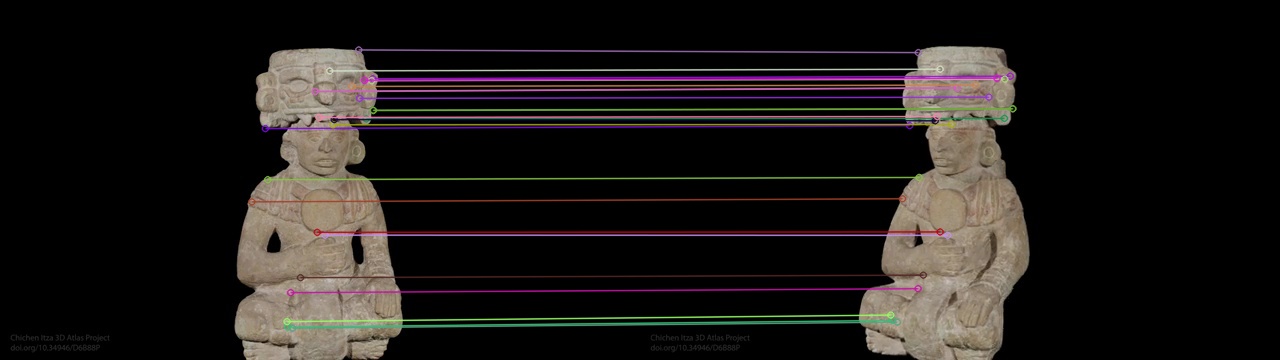 Chichen Itza 3D Atlas Project
doi.org/10.34946/D6B88P
Chichen Itza 3D Atlas Project
doi.org/10.34946/D6B88P